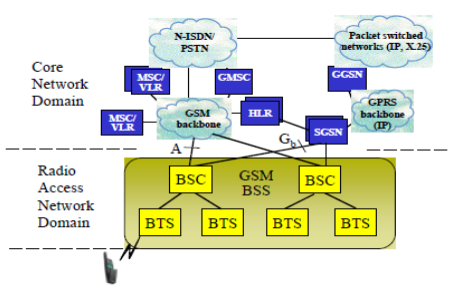 N-ISDN/
PSTN
Packet switched
networks (IP, X.25)
Core
Network
Domain
MSC/
VLR
GMSC
GGSN
MSC/
VLR
GSM
backbone
HLR
SGSN
GPRS
backbone
(IP)
A
Gb
Radio
Access
Network
Domain
BSC
GSM
BSS
BSC
BTS
BTS
BTS
BTS